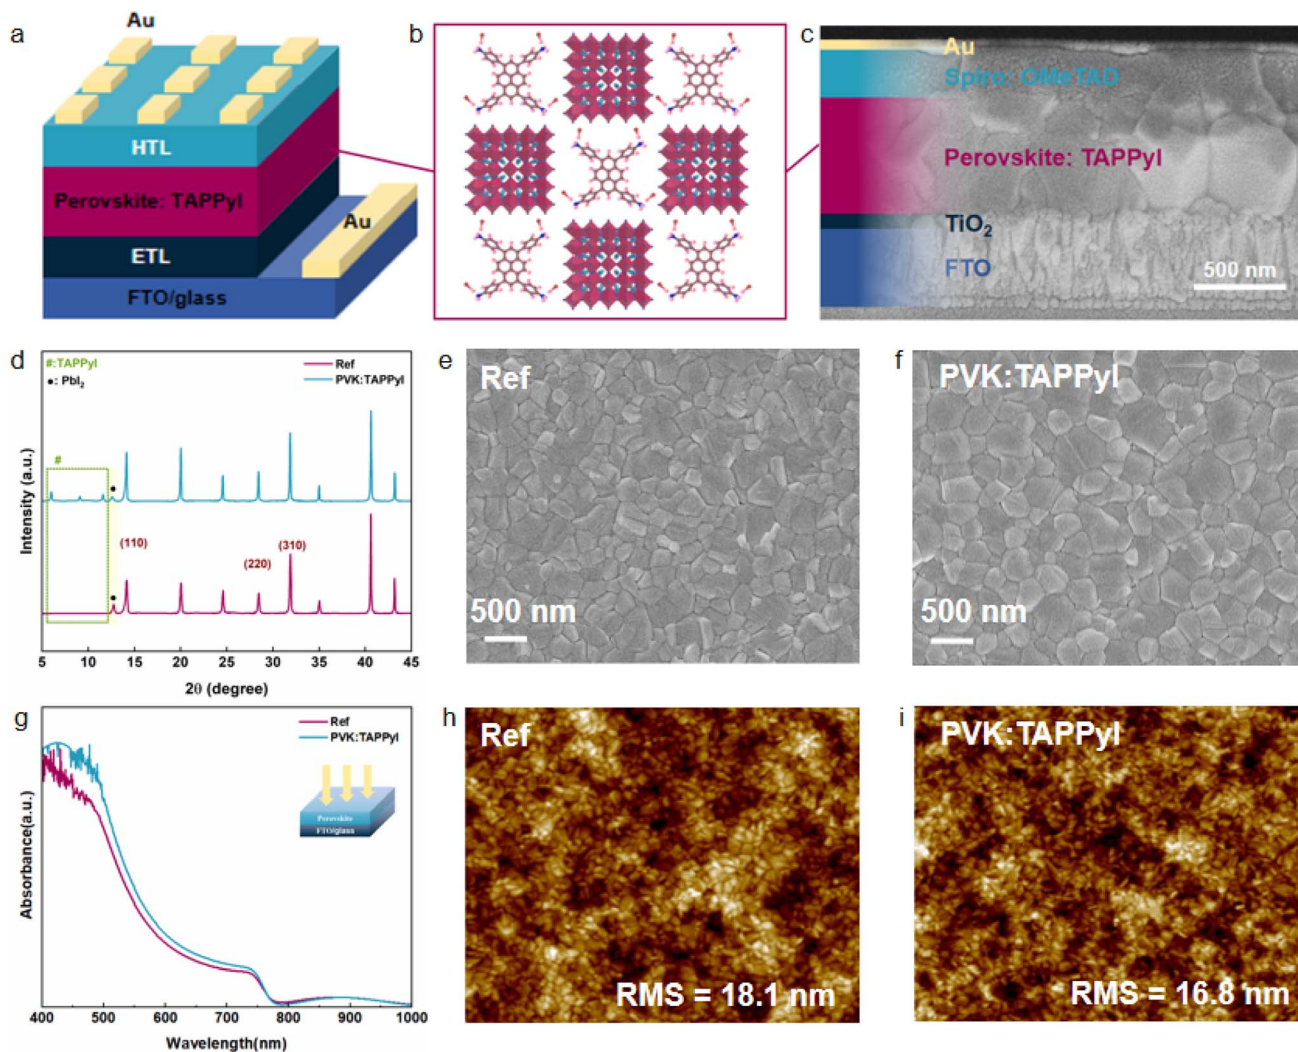 a
Au
HTL
Perovskite: TAPPyI
ETL
Au
FTO/glass
b
c
Au
Spiro: OMeTAD
Perovskite: TAPPyI
TiO₂
FTO
500 nm
d
#:TAPPyI
●: PbI₂
Ref
PVK:TAPPyI
#
(110)
(220)
(310)
Intensity (a.u.)
5 10 15 20 25 30 35 40 45
2θ (degree)
e
Ref
500 nm
f
PVK:TAPPyI
500 nm
g
Ref
PVK:TAPPyI
Perovskite
FTO/glass
Absorbance(a.u.)
400 500 600 700 800 900 1000
Wavelength(nm)
h
Ref
RMS = 18.1 nm
i
PVK:TAPPyI
RMS = 16.8 nm